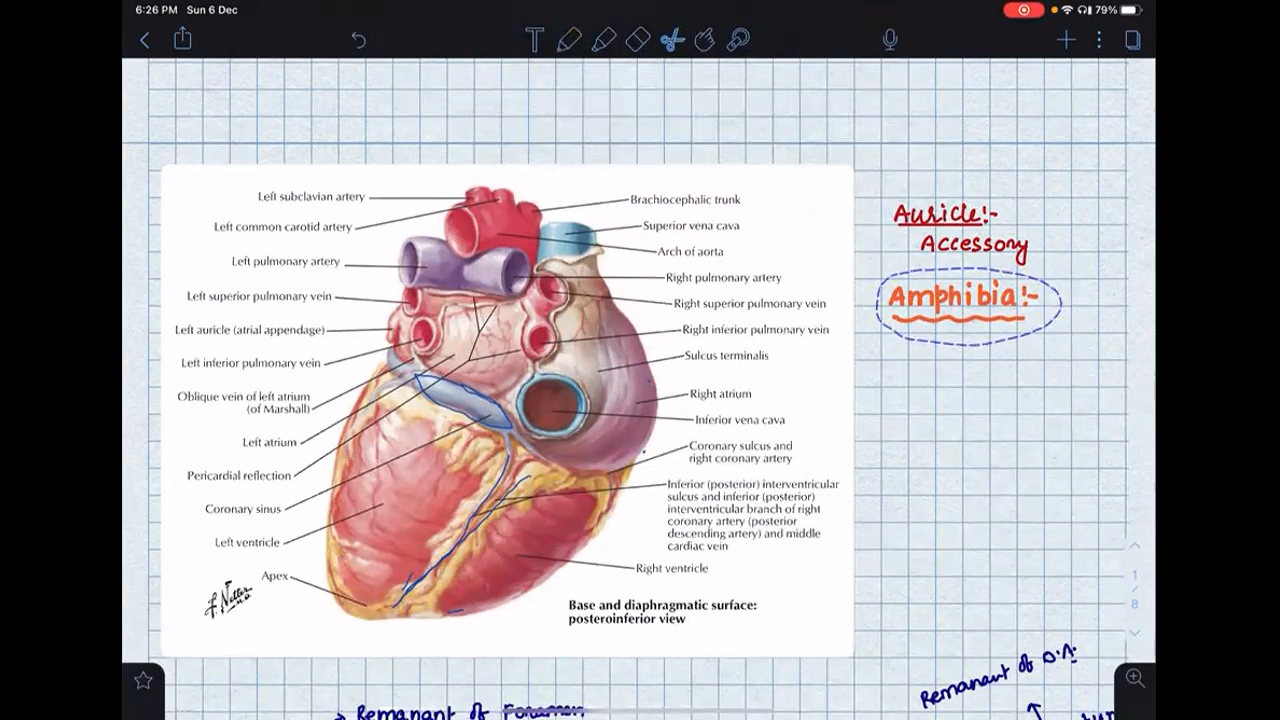 6:26 PM Sun 6 Dec
79%
T
Left subclavian artery
Left common carotid artery
Left pulmonary artery
Left superior pulmonary vein
Left auricle (atrial appendage)
Left inferior pulmonary vein
Oblique vein of left atrium
(of Marshall)
Left atrium
Pericardial reflection
Coronary sinus
Left ventricle
Apex
F. Netter M.D.
Brachiocephalic trunk
Superior vena cava
Arch of aorta
Right pulmonary artery
Right superior pulmonary vein
Right inferior pulmonary vein
Sulcus terminalis
Right atrium
Inferior vena cava
Coronary sulcus and
right coronary artery
Inferior (posterior) interventricular
sulcus and inferior (posterior)
interventricular branch of right
coronary artery (posterior
descending artery) and middle
cardiac vein
Right ventricle
Base and diaphragmatic surface:
posteroinferior view
Auricle:-
Accessory
Amphibia:-
1
8
Remanant of D.A.
→ Remanant of Foramen